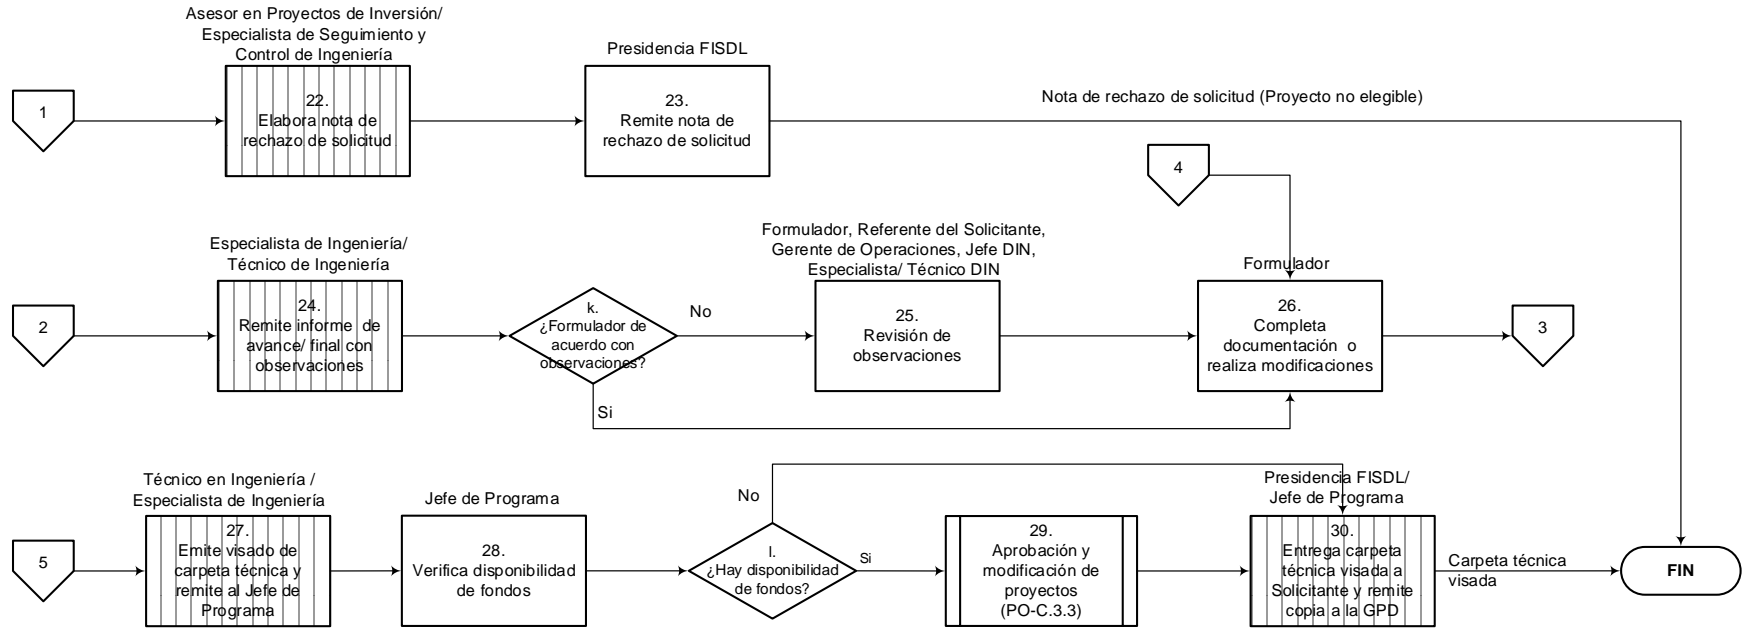 Asesor en Proyectos de Inversión/
Especialista de Seguimiento y
Control de Ingeniería
Presidencia FISDL
1
22.
Elabora nota de
rechazo de solicitud
23.
Remite nota de
rechazo de solicitud
Nota de rechazo de solicitud (Proyecto no elegible)
4
Especialista de Ingeniería/
Técnico de Ingeniería
Formulador, Referente del Solicitante,
Gerente de Operaciones, Jefe DIN,
Especialista/ Técnico DIN
Formulador
2
24.
Remite informe de
avance/ final con
observaciones
k.
¿Formulador de
acuerdo con
observaciones?
No
Si
25.
Revisión de
observaciones
26.
Completa
documentación o
realiza modificaciones
3
Técnico en Ingeniería /
Especialista de Ingeniería
Jefe de Programa
Presidencia FISDL/
Jefe de Programa
5
27.
Emite visado de
carpeta técnica y
remite al Jefe de
Programa
28.
Verifica disponibilidad
de fondos
l.
¿Hay disponibilidad
de fondos?
No
Si
29.
Aprobación y
modificación de
proyectos
(PO-C.3.3)
30.
Entrega carpeta
técnica visada a
Solicitante y remite
copia a la GPD
Carpeta técnica
visada
FIN